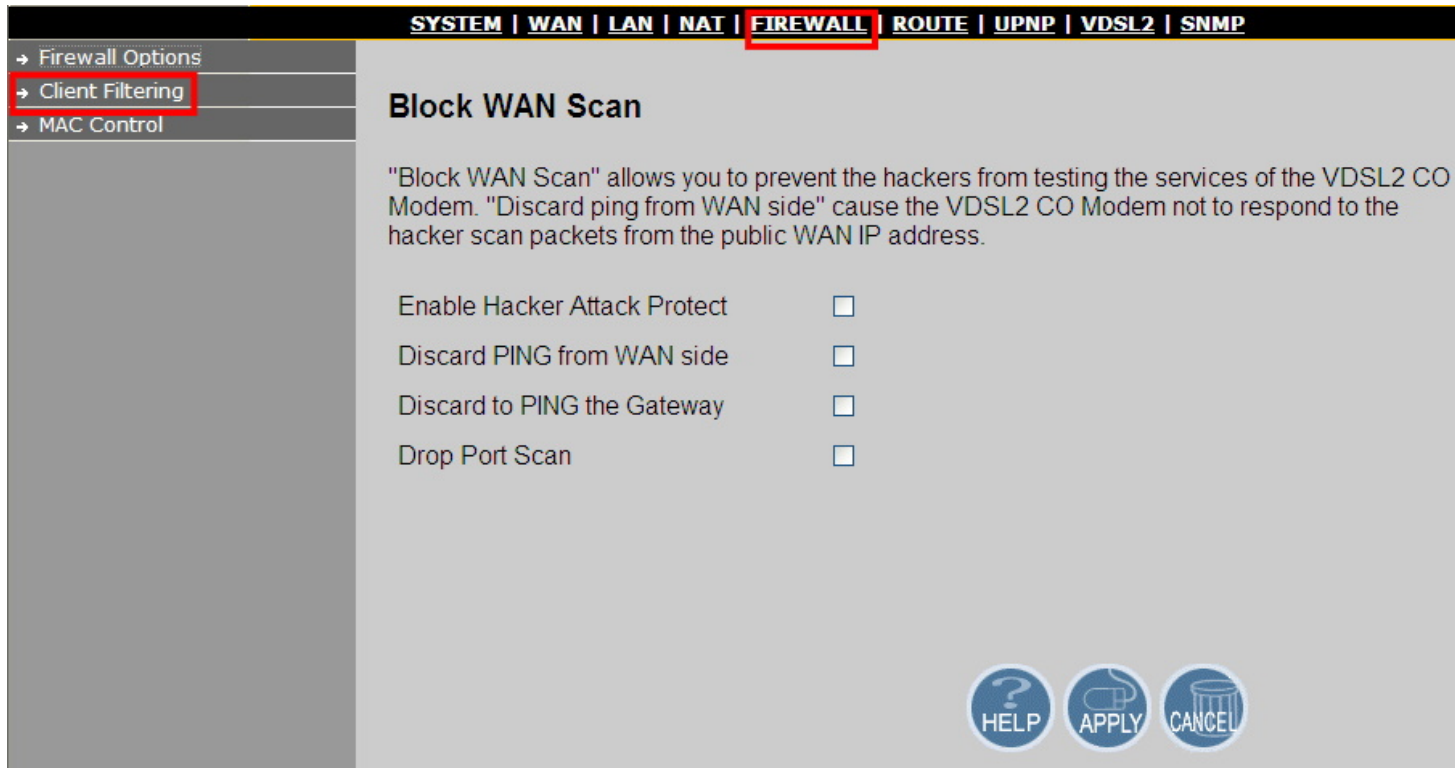 SYSTEM | WAN | LAN | NAT | FIREWALL | ROUTE | UPNP | VDSL2 | SNMP
Firewall Options
Client Filtering
MAC Control
Block WAN Scan
"Block WAN Scan" allows you to prevent the hackers from testing the services of the VDSL2 CO
Modem. "Discard ping from WAN side" cause the VDSL2 CO Modem not to respond to the
hacker scan packets from the public WAN IP address.
Enable Hacker Attack Protect
Discard PING from WAN side
Discard to PING the Gateway
Drop Port Scan
HELP APPLY CANCEL